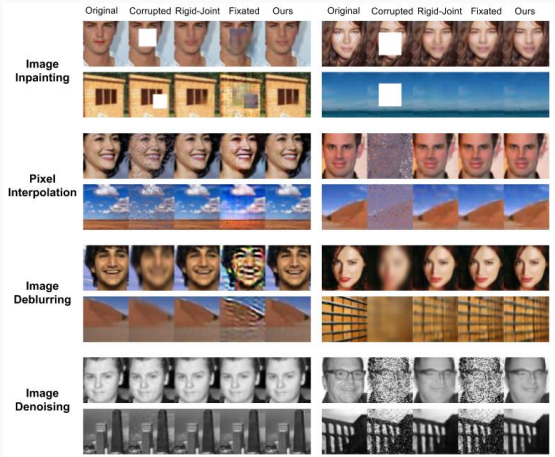 Original Corrupted Rigid-Joint Fixated Ours Original Corrupted Rigid-Joint Fixated Ours
Image
Inpainting
Pixel
Interpolation
Image
Deblurring
Image
Denoising